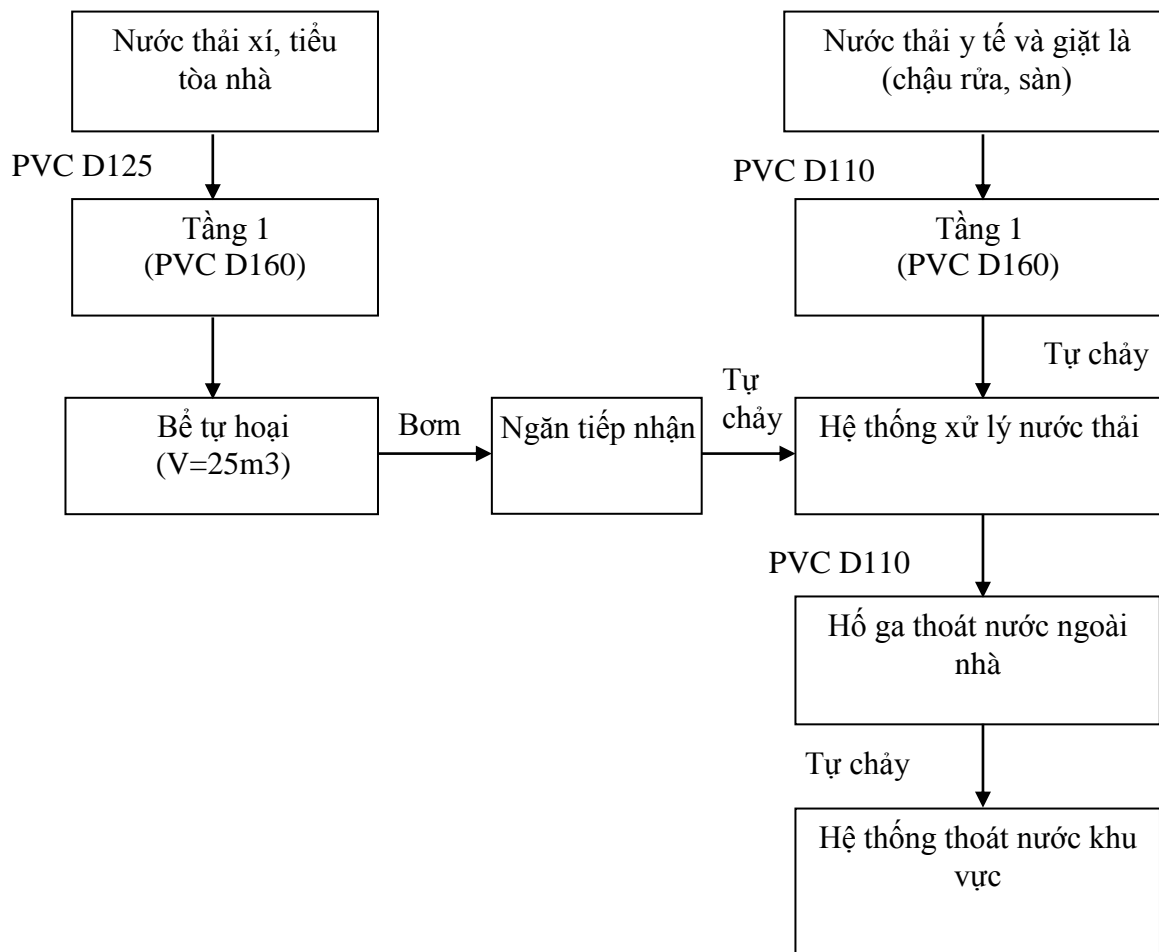 Nước thải xí, tiểu
tòa nhà
PVC D125
Tầng 1
(PVC D160)
Bể tự hoại
(V=25m3)
Bơm
Ngăn tiếp nhận
Tự
chảy
Nước thải y tế và giặt là
(chậu rửa, sàn)
PVC D110
Tầng 1
(PVC D160)
Tự chảy
Hệ thống xử lý nước thải
PVC D110
Hố ga thoát nước ngoài
nhà
Tự chảy
Hệ thống thoát nước khu
vực